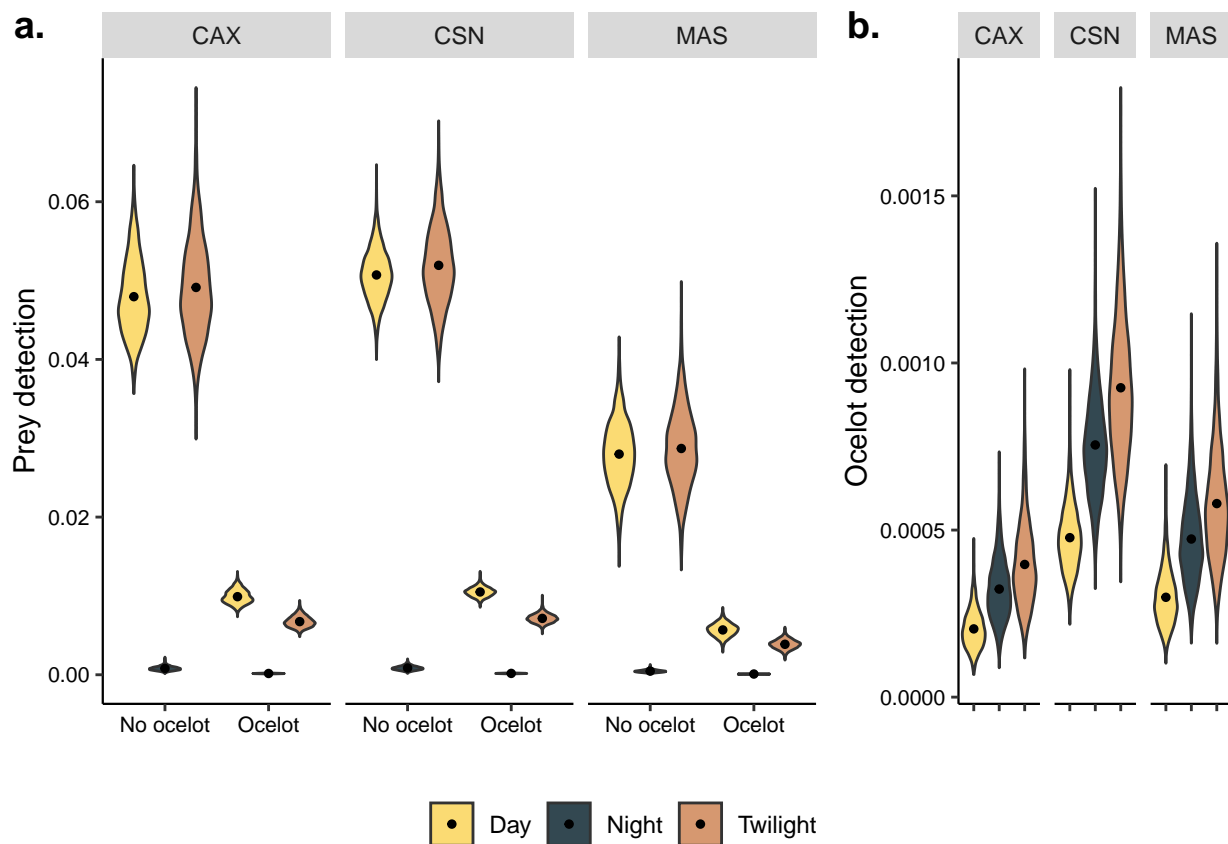 a.
CAX CSN MAS
Prey detection
0.06
0.04
0.02
0.00
No ocelot Ocelot No ocelot Ocelot No ocelot Ocelot
b.
CAX CSN MAS
Ocelot detection
0.0015
0.0010
0.0005
0.0000
Day Night Twilight